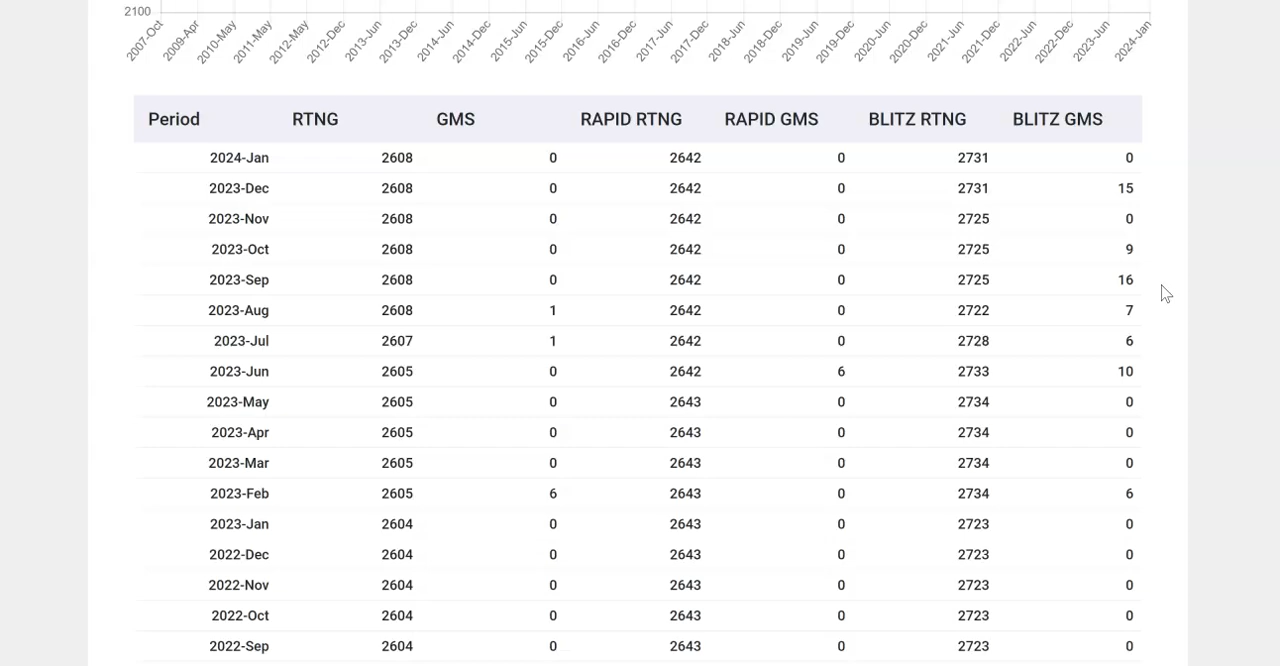 2100
2007-Oct 2009-Apr 2010-May 2011-May 2012-May 2012-Dec 2013-Jun 2013-Dec 2014-Jun 2014-Dec 2015-Jun 2015-Dec 2016-Jun 2016-Dec 2017-Jun 2017-Dec 2018-Jun 2018-Dec 2019-Jun 2019-Dec 2020-Jun 2020-Dec 2021-Jun 2021-Dec 2022-Jun 2022-Dec 2023-Jun 2024-Jan
Period RTNG GMS RAPID RTNG RAPID GMS BLITZ RTNG BLITZ GMS
2024-Jan 2608 0 2642 0 2731 0
2023-Dec 2608 0 2642 0 2731 15
2023-Nov 2608 0 2642 0 2725 0
2023-Oct 2608 0 2642 0 2725 9
2023-Sep 2608 0 2642 0 2725 16
2023-Aug 2608 1 2642 0 2722 7
2023-Jul 2607 1 2642 0 2728 6
2023-Jun 2605 0 2642 6 2733 10
2023-May 2605 0 2643 0 2734 0
2023-Apr 2605 0 2643 0 2734 0
2023-Mar 2605 0 2643 0 2734 0
2023-Feb 2605 6 2643 0 2734 6
2023-Jan 2604 0 2643 0 2723 0
2022-Dec 2604 0 2643 0 2723 0
2022-Nov 2604 0 2643 0 2723 0
2022-Oct 2604 0 2643 0 2723 0
2022-Sep 2604 0 2643 0 2723 0